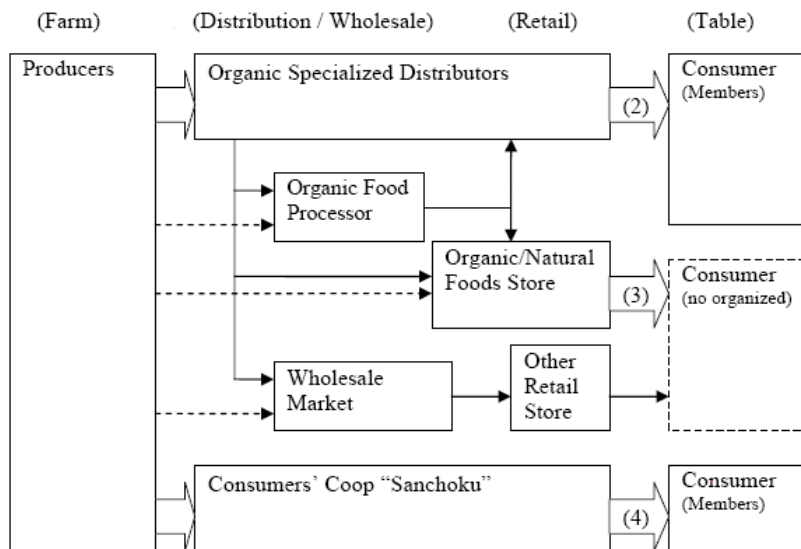 (Farm) (Distribution / Wholesale) (Retail) (Table)
Producers
Organic Specialized Distributors
(2)
Consumer
(Members)
Organic Food
Processor
Organic/Natural
Foods Store
(3)
Consumer
(no organized)
Wholesale
Market
Other
Retail
Store
Consumers’ Coop “Sanchoku”
(4)
Consumer
(Members)